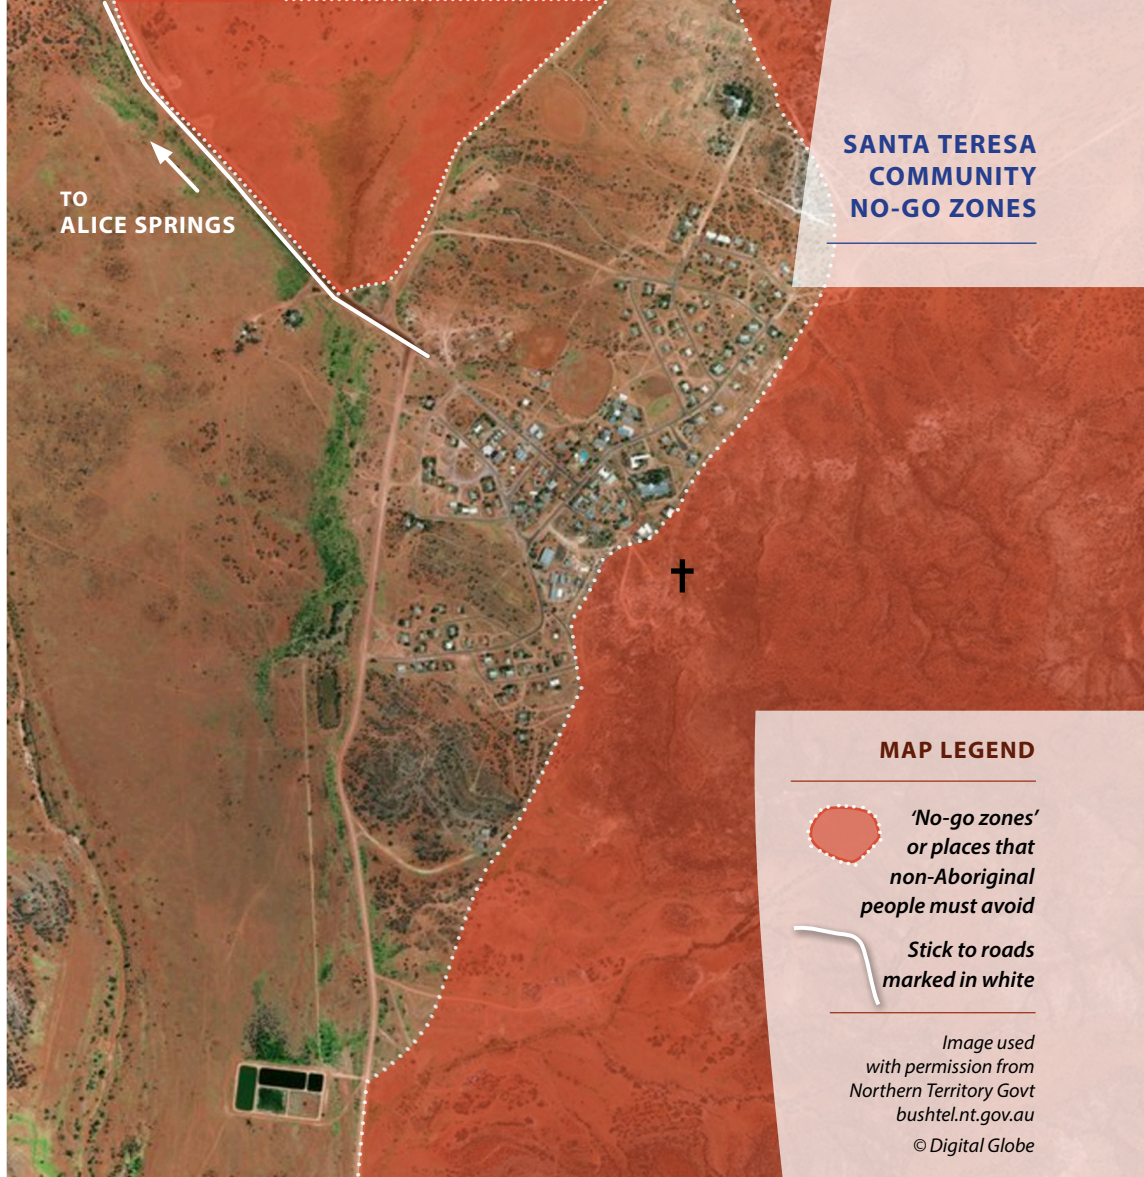 SANTA TERESA
COMMUNITY
NO-GO ZONES
TO
ALICE SPRINGS
MAP LEGEND
‘No-go zones’
or places that
non-Aboriginal
people must avoid
Stick to roads
marked in white
Image used
with permission from
Northern Territory Govt
bushtel.nt.gov.au
© Digital Globe